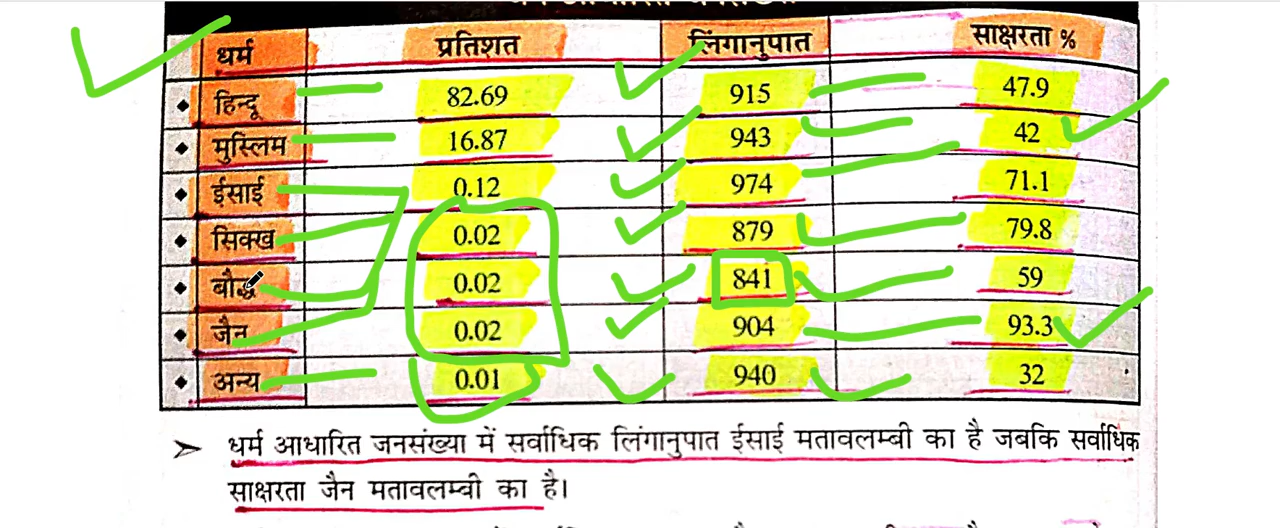 धर्म प्रतिशत लिंगानुपात साक्षरता %
हिन्दू 82.69 915 47.9
मुस्लिम 16.87 943 42
ईसाई 0.12 974 71.1
सिक्ख 0.02 879 79.8
बौद्ध 0.02 841 59
जैन 0.02 904 93.3
अन्य 0.01 940 32
➤ धर्म आधारित जनसंख्या में सर्वाधिक लिंगानुपात ईसाई मतावलम्बी का है जबकि सर्वाधिक
साक्षरता जैन मतावलम्बी का है।